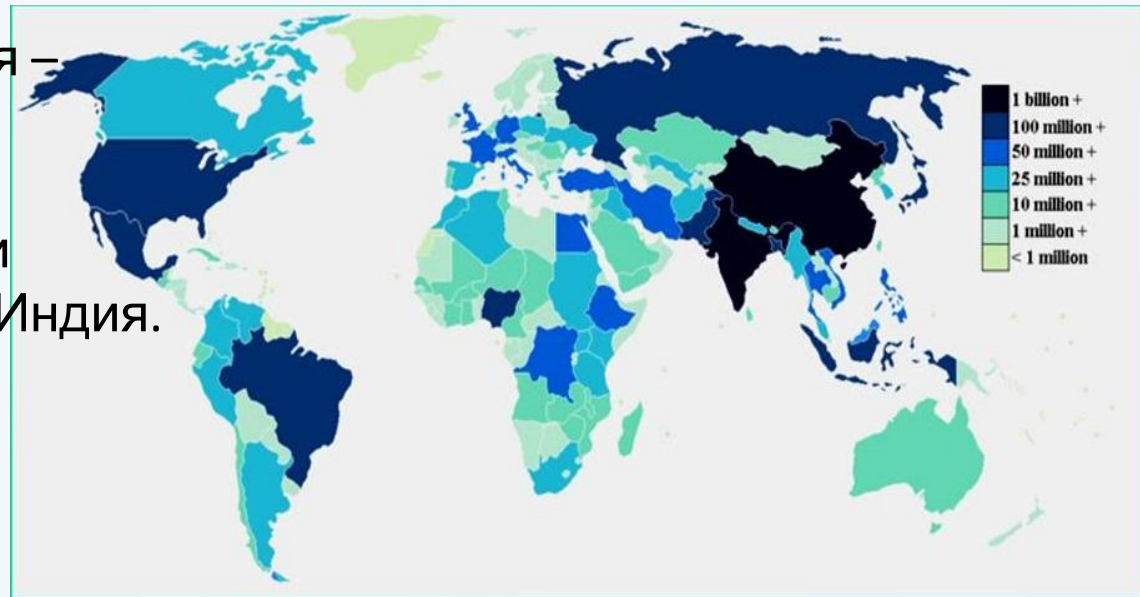 я –
и
Индия.
1 billion +
100 million +
50 million +
25 million +
10 million +
1 million +
< 1 million